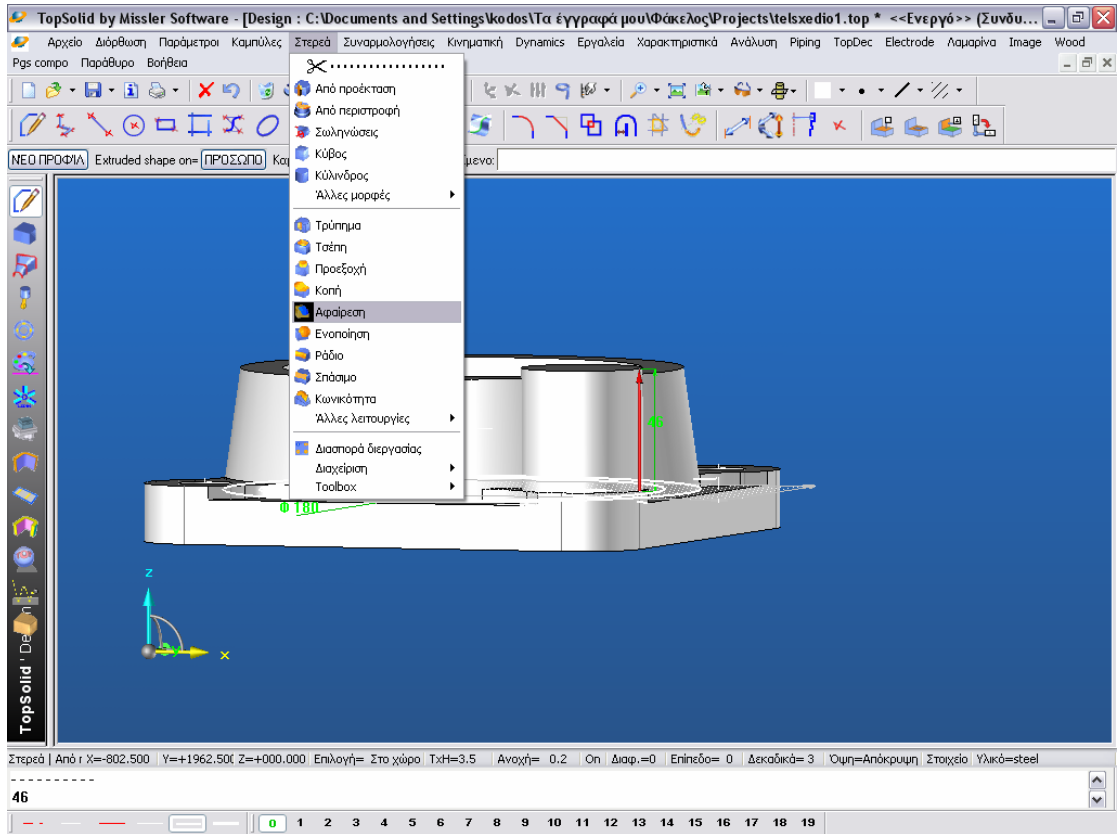 TopSolid by Missler Software - [Design : C:\Documents and Settings\kodos\Τα έγγραφά μου\Φάκελος\Projects\telsxedio1.top * <<Ενεργό>> (Συνδυ...
Αρχείο Διόρθωση Παράμετροι Καμπύλες Στερεά Συναρμολογήσεις Κινηματική Dynamics Εργαλεία Χαρακτηριστικά Ανάλυση Piping TopDec Electrode Λαμαρίνα Image Wood
Pgs compo Παράθυρο Βοήθεια
ΝΕΟ ΠΡΟΦΙΛ Extruded shape on= ΠΡΟΣΩΠΟ Καμ μενο:
Από προέκταση
Από περιστροφή
Σωληνώσεις
Κύβος
Κύλινδρος
Άλλες μορφές
Τρύπημα
Τσέπη
Προεξοχή
Κοπή
Αφαίρεση
Ενοποίηση
Ράδιο
Σπάσιμο
Κωνικότητα
Άλλες λειτουργίες
Διασπορά διεργασίας
Διαχείριση
Toolbox
46
Φ 180
z
y
x
TopSolid'Design
Στερεά | Από r X=-802.500 Y=+1962.500 Z=+000.000 Επιλογή= Στο χώρο TxH=3.5 Ανοχή= 0.2 On Διαφ.=0 Επίπεδο= 0 Δεκαδικά= 3 Όψη=Απόκρυψη Στοιχείο Υλικό=steel
----------
46
0 1 2 3 4 5 6 7 8 9 10 11 12 13 14 15 16 17 18 19